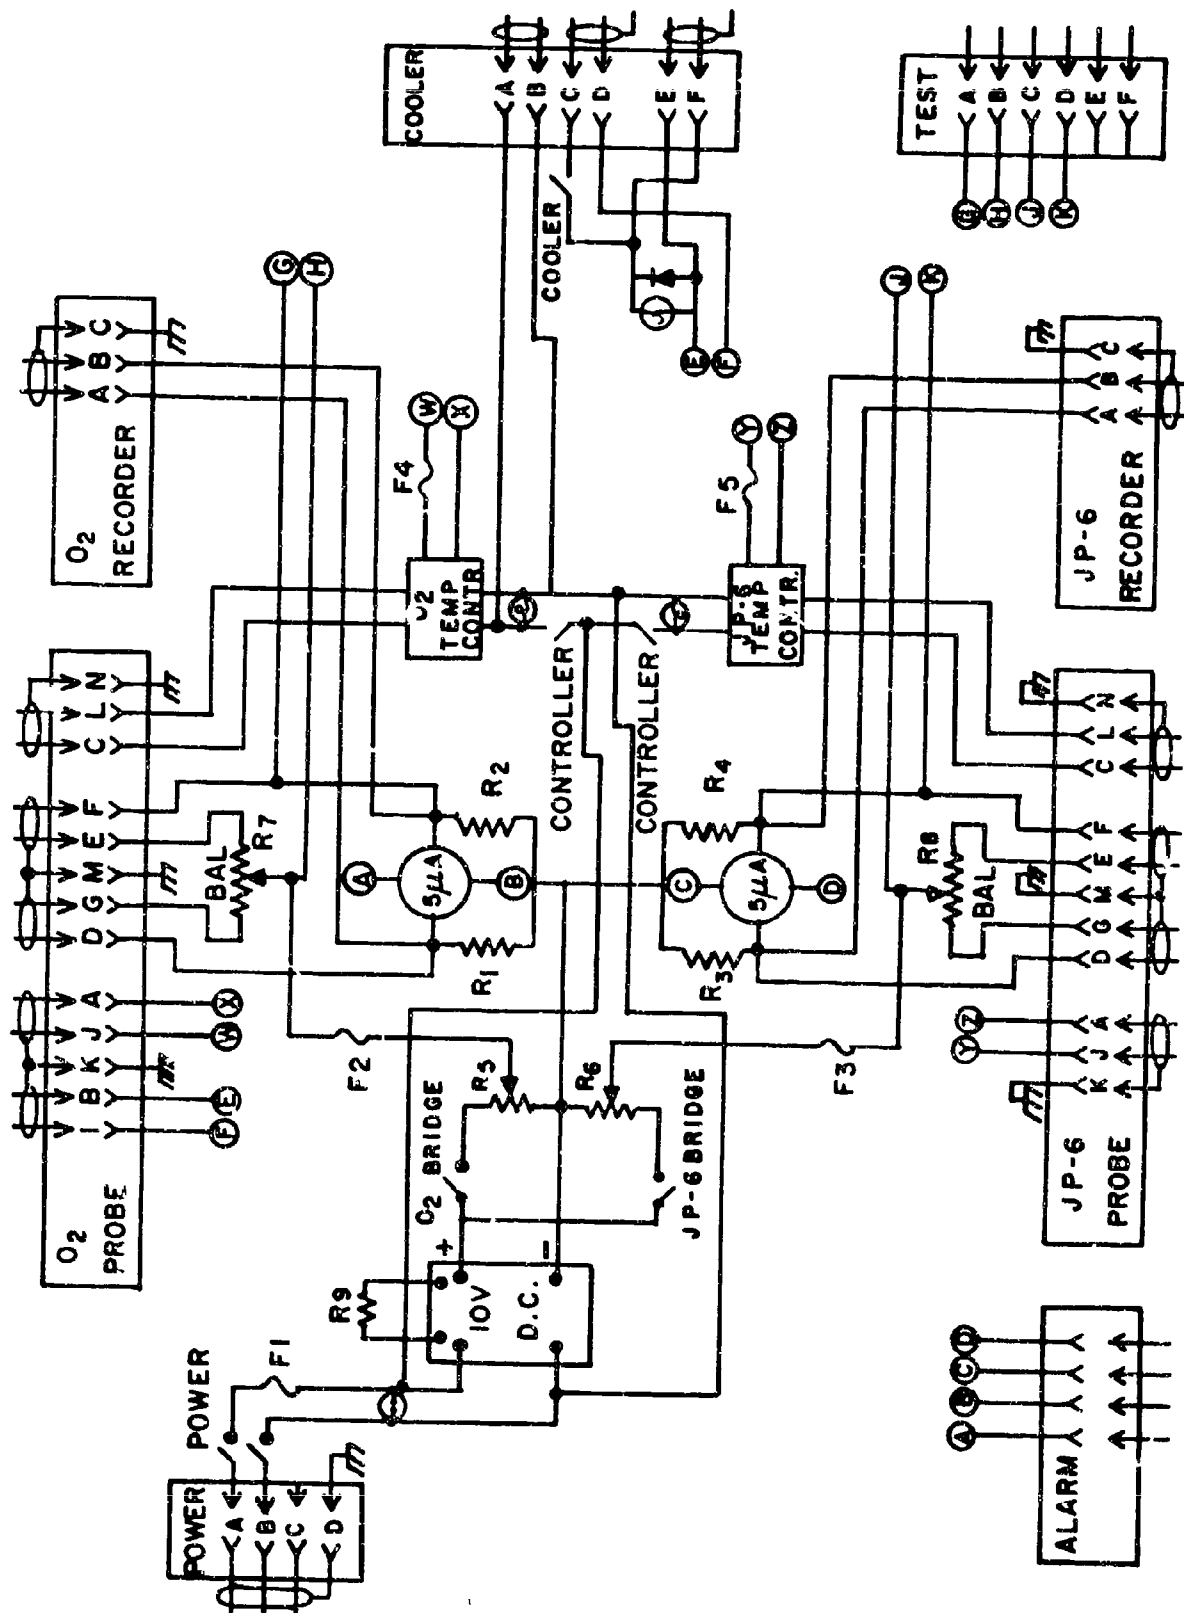 COOLER
A B C D E F
TEST
A B C D E F
G H J K
COOLER
E F
O2
RECORDER
A B C
G H
J K
F4
W
X
F5
Y
Z
TEMP
CONTR
JP-6
TEMP
CONTR.
JP-6
RECORDER
A B C
O2
PROBE
I B K J A D G M E F C L N
F E W X
BAL
R7
CONTROLLER
CONTROLLER
R2
R1
A
5µA
B
R4
R3
C
5µA
D
R8
BAL
F2
F3
R5
R6
BRIDGE
JP-6 BRIDGE
JP-6
PROBE
K J A D G M E F C L N
Y Z
R9
+
10V
D.C.
-
POWER
F1
POWER
A B C D
ALARM
A B C D